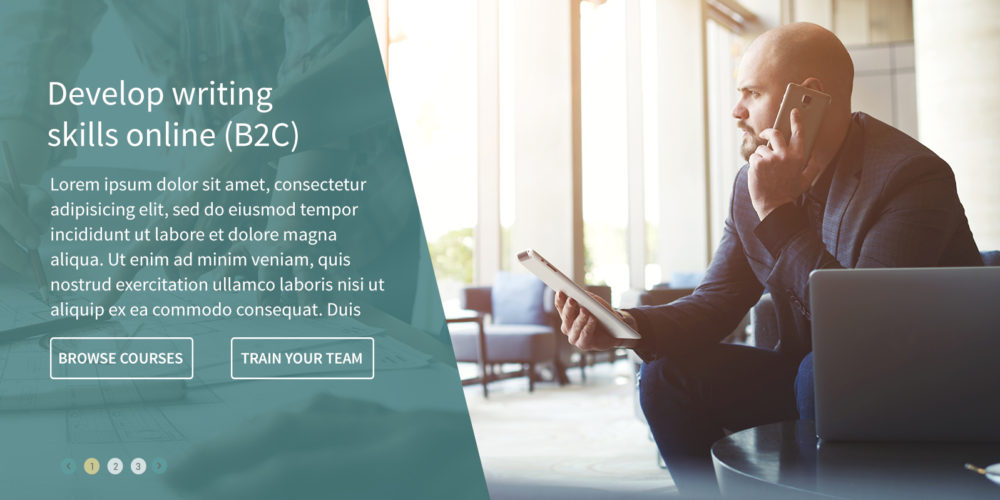 Develop writing
skills online (B2C)
Lorem ipsum dolor sit amet, consectetur
adipisicing elit, sed do eiusmod tempor
incididunt ut labore et dolore magna
aliqua. Ut enim ad minim veniam, quis
nostrud exercitation ullamco laboris nisi ut
aliquip ex ea commodo consequat. Duis
BROWSE COURSES TRAIN YOUR TEAM
1 2 3